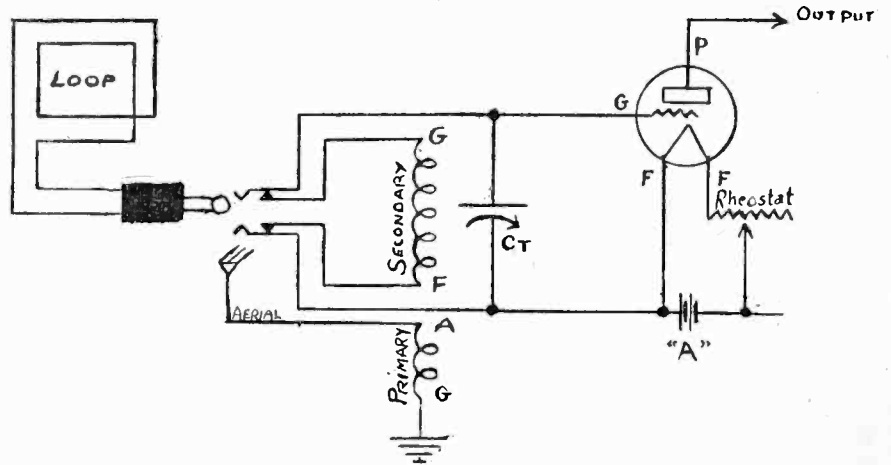 OUTPUT
P
LOOP
G
G
F
F
Rheostat
SECONDARY
CT
F
AERIAL
A
"A"
PRIMARY
G